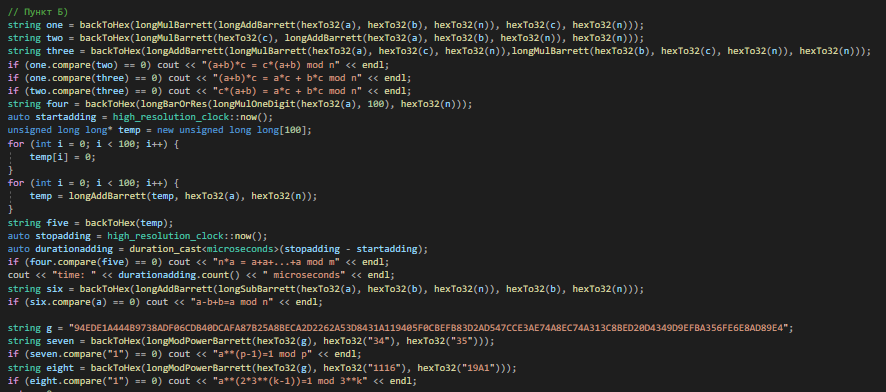 // Пункт Б)
string one = backToHex(longMulBarrett(longAddBarrett(hexTo32(a), hexTo32(b), hexTo32(n)), hexTo32(c), hexTo32(n)));
string two = backToHex(longMulBarrett(hexTo32(c), longAddBarrett(hexTo32(a), hexTo32(b), hexTo32(n)), hexTo32(n)));
string three = backToHex(longAddBarrett(longMulBarrett(hexTo32(a), hexTo32(c), hexTo32(n)),longMulBarrett(hexTo32(b), hexTo32(c), hexTo32(n)), hexTo32(n)));
if (one.compare(two) == 0) cout << "(a+b)*c = c*(a+b) mod n" << endl;
if (one.compare(three) == 0) cout << "(a+b)*c = a*c + b*c mod n" << endl;
if (two.compare(three) == 0) cout << "c*(a+b) = a*c + b*c mod n" << endl;
string four = backToHex(longBarOrRes(longMulOneDigit(hexTo32(a), 100), hexTo32(n)));
auto startadding = high_resolution_clock::now();
unsigned long long* temp = new unsigned long long[100];
for (int i = 0; i < 100; i++) {
temp[i] = 0;
}
for (int i = 0; i < 100; i++) {
temp = longAddBarrett(temp, hexTo32(a), hexTo32(n));
}
string five = backToHex(temp);
auto stopadding = high_resolution_clock::now();
auto durationadding = duration_cast<microseconds>(stopadding - startadding);
if (four.compare(five) == 0) cout << "n*a = a+a+...+a mod m" << endl;
cout << "time: " << durationadding.count() << " microseconds" << endl;
string six = backToHex(longAddBarrett(longSubBarrett(hexTo32(a), hexTo32(b), hexTo32(n)), hexTo32(b), hexTo32(n)));
if (six.compare(a) == 0) cout << "a-b+b=a mod n" << endl;
string g = "94EDE1A444B9738ADF06CDB40DCAFA87B25A8BECA2D2262A53D8431A119405F0CBEFB83D2AD547CCE3AE74A8EC74A313C8BED20D4349D9EFBA356FE6E8AD89E4";
string seven = backToHex(longModPowerBarrett(hexTo32(g), hexTo32("34"), hexTo32("35")));
if (seven.compare("1") == 0) cout << "a**(p-1)=1 mod p" << endl;
string eight = backToHex(longModPowerBarrett(hexTo32(g), hexTo32("1116"), hexTo32("19A1")));
if (eight.compare("1") == 0) cout << "a**(2*3**(k-1))=1 mod 3**k" << endl;